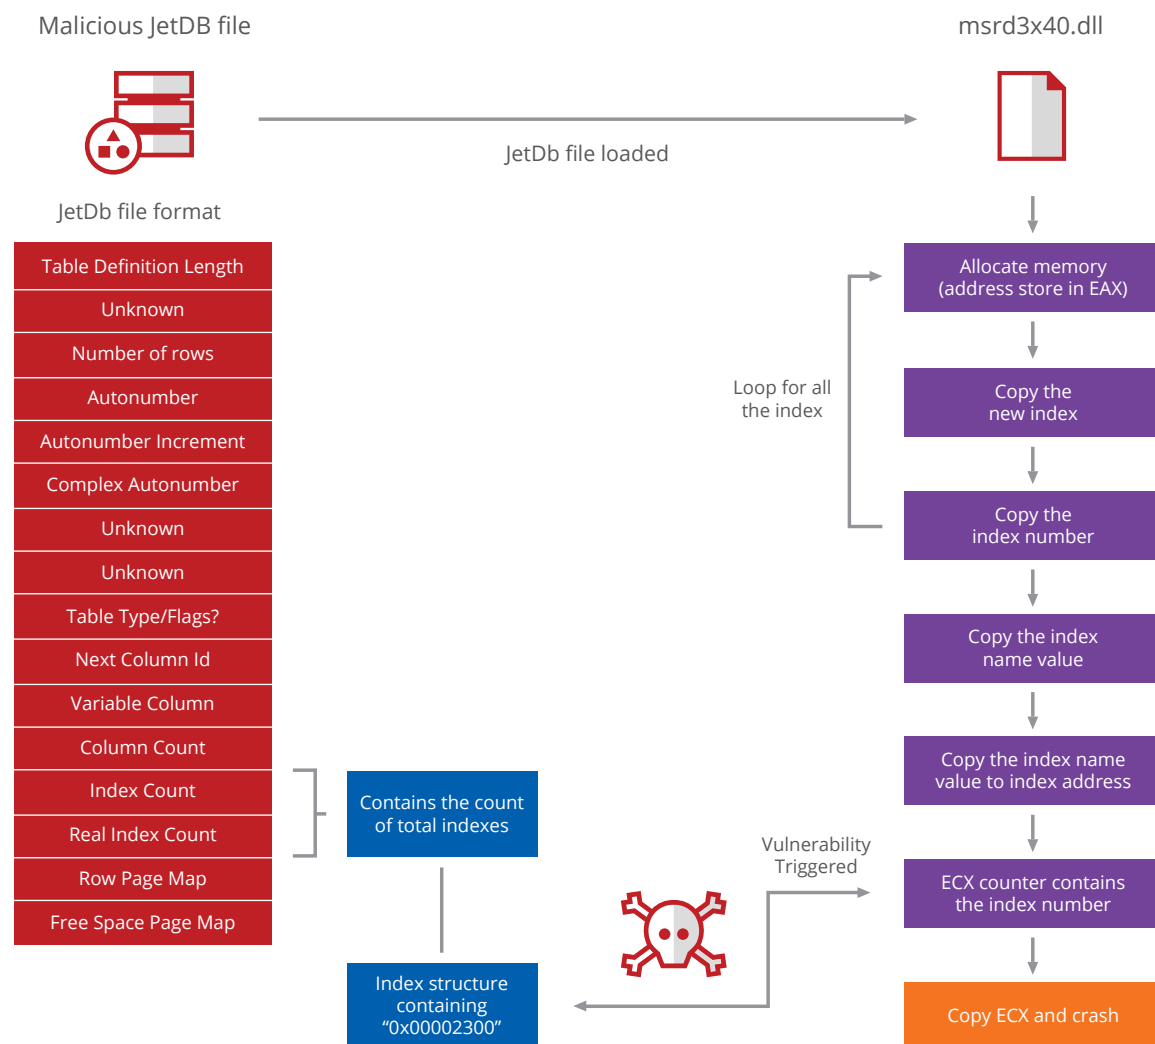 Malicious JetDB file
msrd3x40.dll
JetDb file loaded
JetDb file format
Table Definition Length
Unknown
Number of rows
Autonumber
Autonumber Increment
Complex Autonumber
Unknown
Unknown
Table Type/Flags?
Next Column Id
Variable Column
Column Count
Index Count
Real Index Count
Row Page Map
Free Space Page Map
Contains the count
of total indexes
Index structure
containing
“0x00002300”
Vulnerability
Triggered
Loop for all
the index
Allocate memory
(address store in EAX)
Copy the
new index
Copy the
index number
Copy the index
name value
Copy the index name
value to index address
ECX counter contains
the index number
Copy ECX and crash